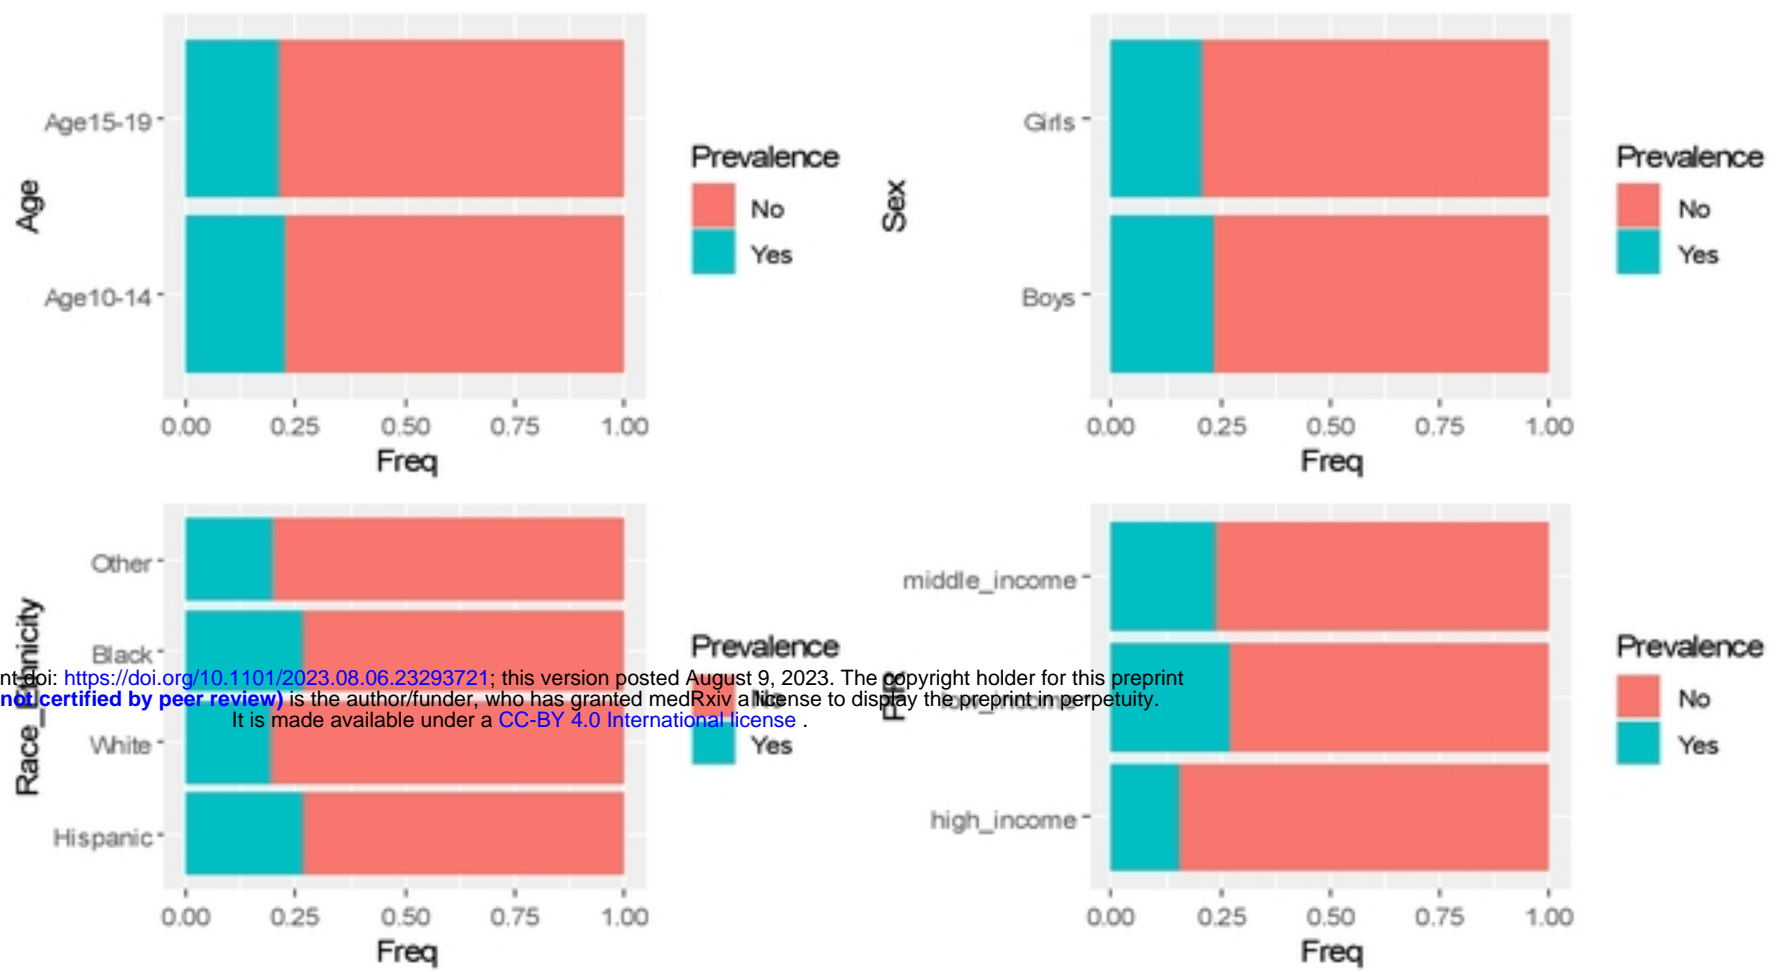 Age
Age15-19
Age10-14
0.00 0.25 0.50 0.75 1.00
Freq
Prevalence
No
Yes
Sex
Girls
Boys
0.00 0.25 0.50 0.75 1.00
Freq
Prevalence
No
Yes
Race_Ethnicity
Other
Black
White
Hispanic
0.00 0.25 0.50 0.75 1.00
Freq
Prevalence
No
Yes
PIR
middle_income
low_income
high_income
0.00 0.25 0.50 0.75 1.00
Freq
Prevalence
No
Yes
nt doi: https://doi.org/10.1101/2023.08.06.23293721; this version posted August 9, 2023. The copyright holder for this preprint
not certified by peer review) is the author/funder, who has granted medRxiv a license to display the preprint in perpetuity.
It is made available under a CC-BY 4.0 International license .